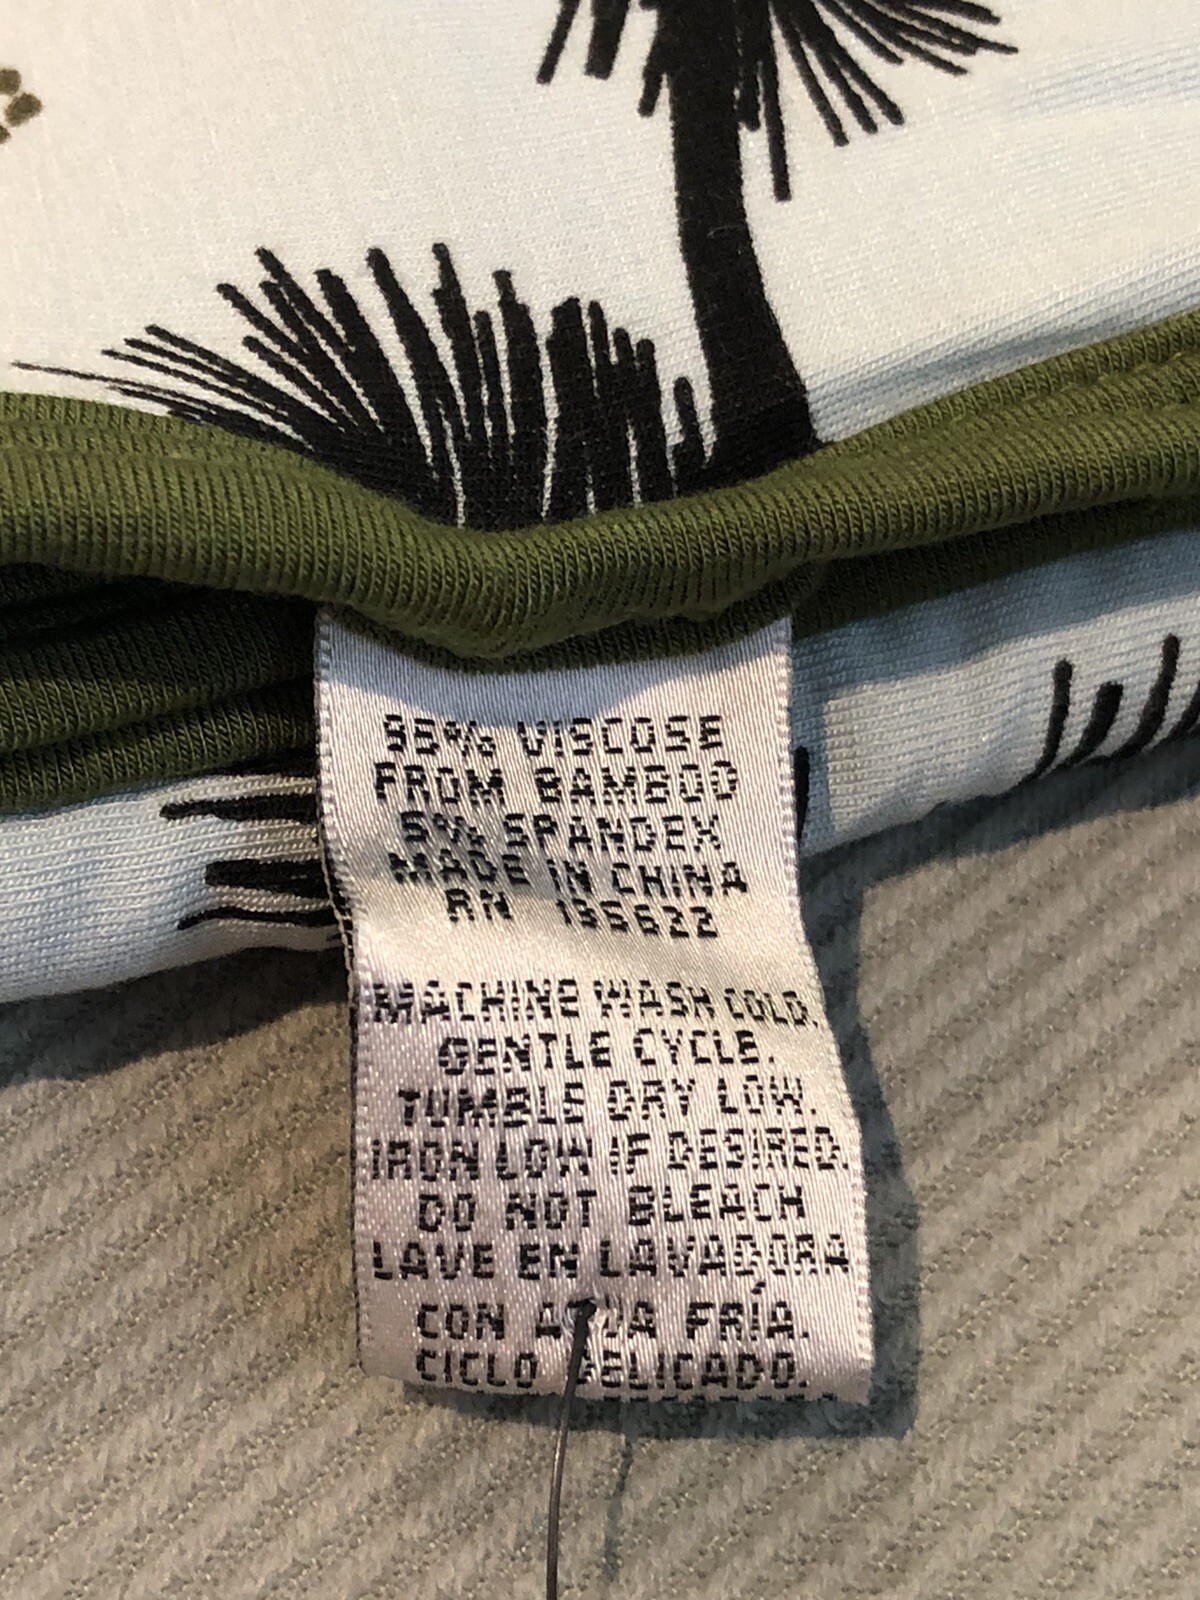 95% VISCOSE
FROM BAMBOO
5% SPANDEX
MADE IN CHINA
RN 135622
MACHINE WASH COLD.
GENTLE CYCLE.
TUMBLE DRY LOW.
IRON LOW IF DESIRED.
DO NOT BLEACH
LAVE EN LAVADORA
CON AGUA FRÍA.
CICLO DELICADO.